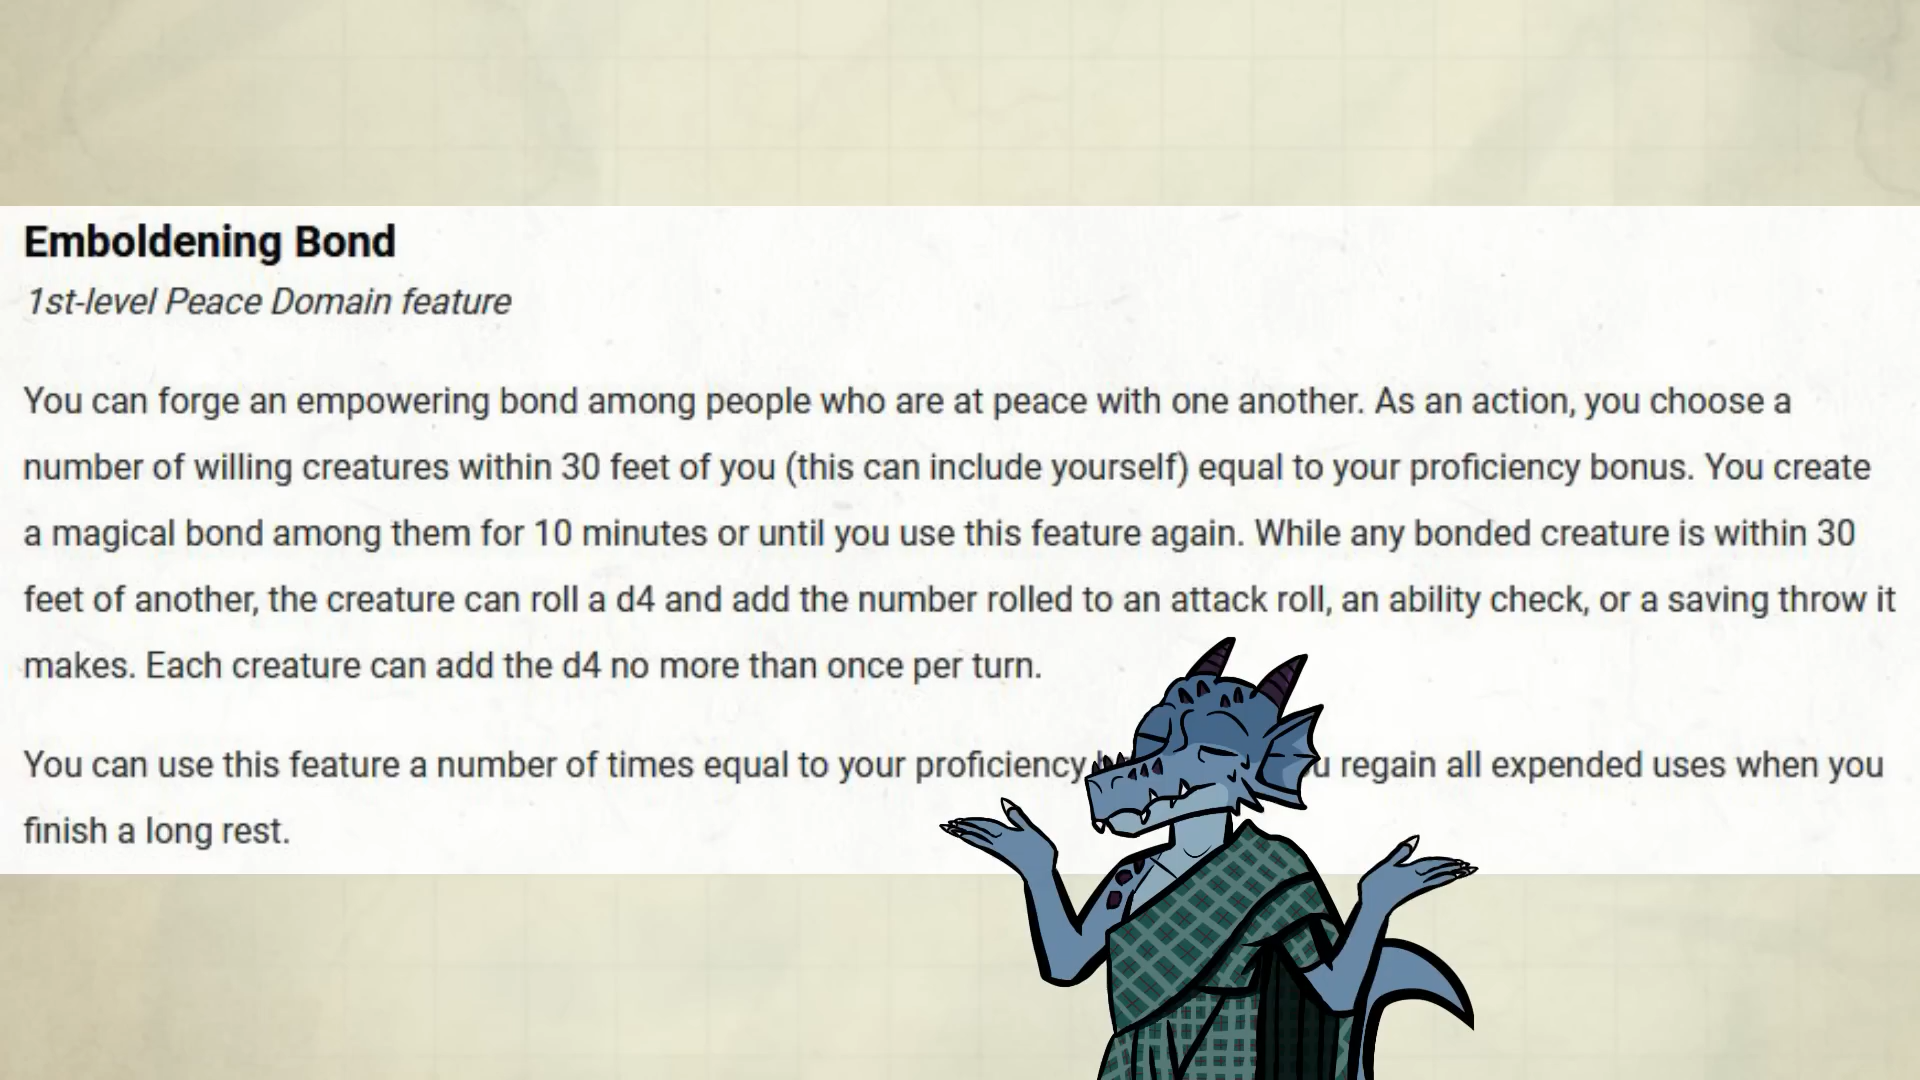 Emboldening Bond
1st-level Peace Domain feature
You can forge an empowering bond among people who are at peace with one another. As an action, you choose a
number of willing creatures within 30 feet of you (this can include yourself) equal to your proficiency bonus. You create
a magical bond among them for 10 minutes or until you use this feature again. While any bonded creature is within 30
feet of another, the creature can roll a d4 and add the number rolled to an attack roll, an ability check, or a saving throw it
makes. Each creature can add the d4 no more than once per turn.
You can use this feature a number of times equal to your proficiency regain all expended uses when you
finish a long rest.